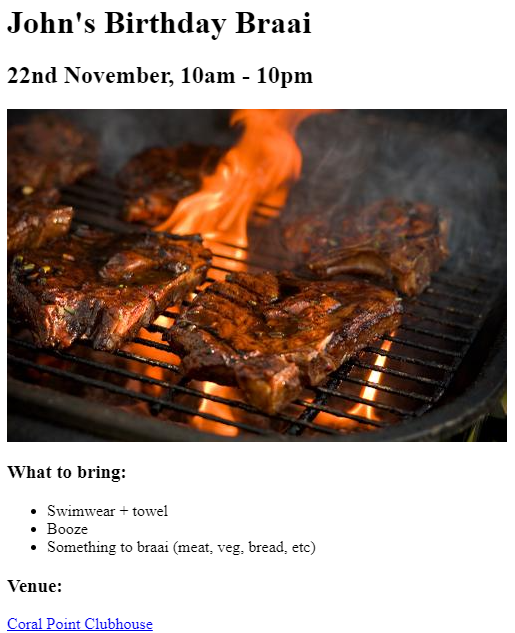 John's Birthday Braai
22nd November, 10am - 10pm
What to bring:
Swimwear + towel
Booze
Something to braai (meat, veg, bread, etc)
Venue:
Coral Point Clubhouse